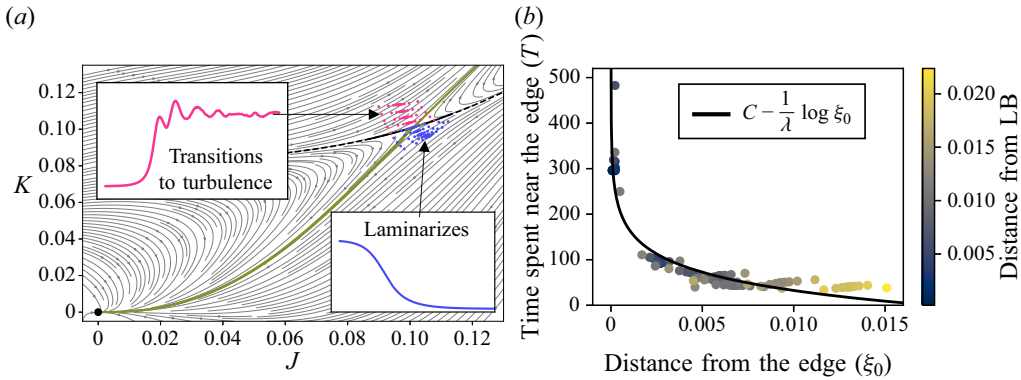 (a)
K
0.12
0.10
0.08
0.06
0.04
0.02
0
0
0.02
0.04
0.06
0.08
0.10
0.12
J
Transitions
to turbulence
Laminarizes
(b)
Time spent near the edge (T)
500
400
300
200
100
0
0
0.005
0.010
0.015
Distance from the edge (ξ₀)
C − 1/λ log ξ₀
0.020
0.015
0.010
0.005
Distance from LB